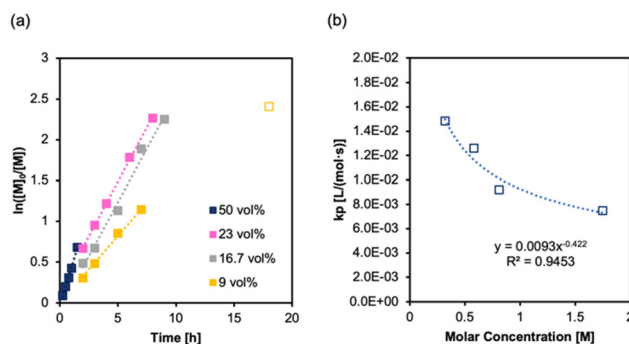 (a)
ln([M]₀/[M])
3
2.5
2
1.5
1
0.5
0
0
5
10
15
20
Time [h]
50 vol%
23 vol%
16.7 vol%
9 vol%
(b)
kp [L/(mol·s)]
2.0E-02
1.8E-02
1.6E-02
1.4E-02
1.2E-02
1.0E-02
8.0E-03
6.0E-03
4.0E-03
2.0E-03
0.0E+00
0
0.5
1
1.5
2
Molar Concentration [M]
y = 0.0093x^-0.422
R² = 0.9453